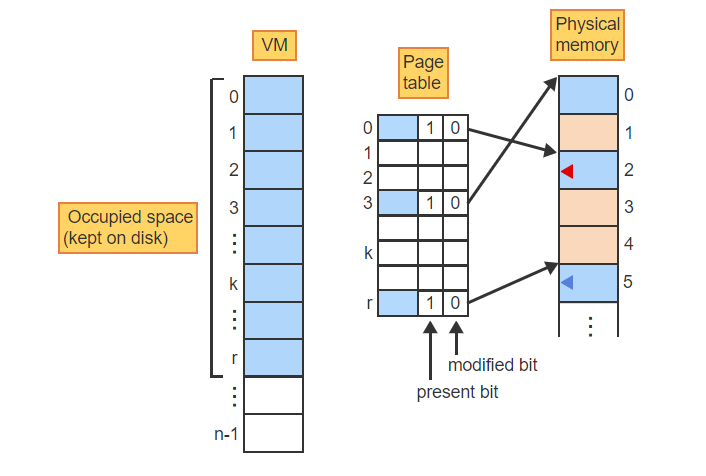 VM
Page
table
Physical
memory
Occupied space
(kept on disk)
0
1
2
3
⋮
k
⋮
r
⋮
n-1
0 1 0
1
2
3 1 0
k
r 1 0
modified bit
present bit
0
1
2
3
4
5
⋮